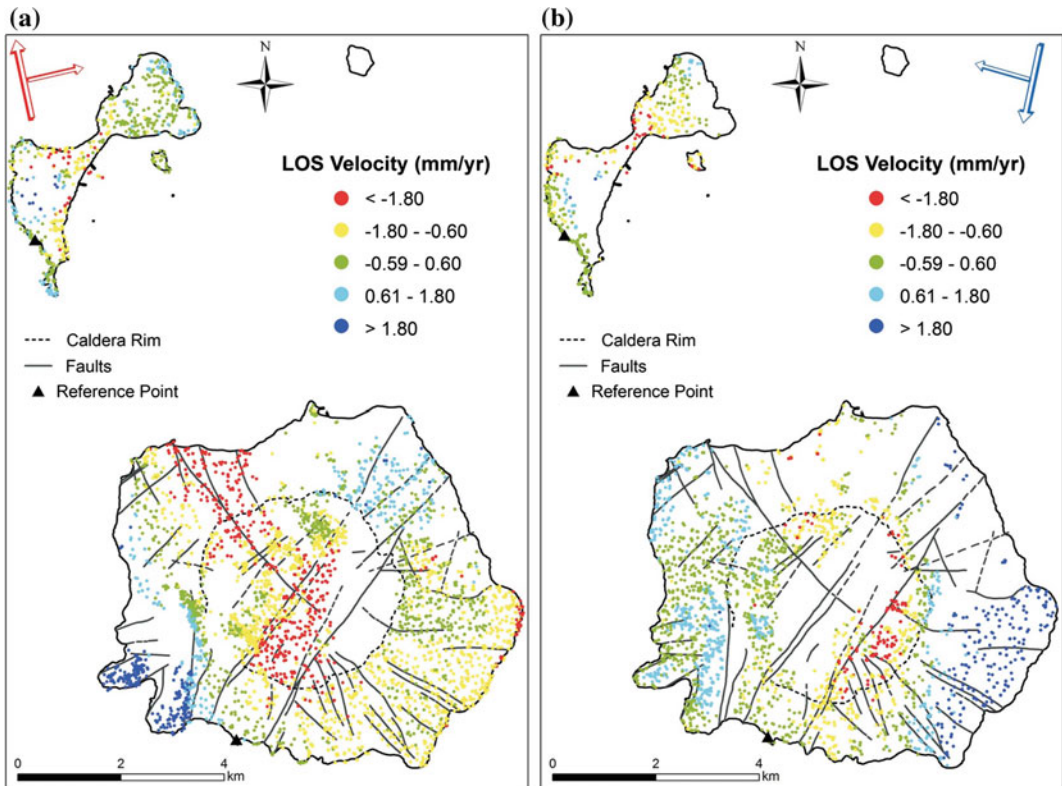 (a)
N
LOS Velocity (mm/yr)
< -1.80
-1.80 - -0.60
-0.59 - 0.60
0.61 - 1.80
> 1.80
Caldera Rim
Faults
Reference Point
0 2 4
km
(b)
N
LOS Velocity (mm/yr)
< -1.80
-1.80 - -0.60
-0.59 - 0.60
0.61 - 1.80
> 1.80
Caldera Rim
Faults
Reference Point
0 2 4
km